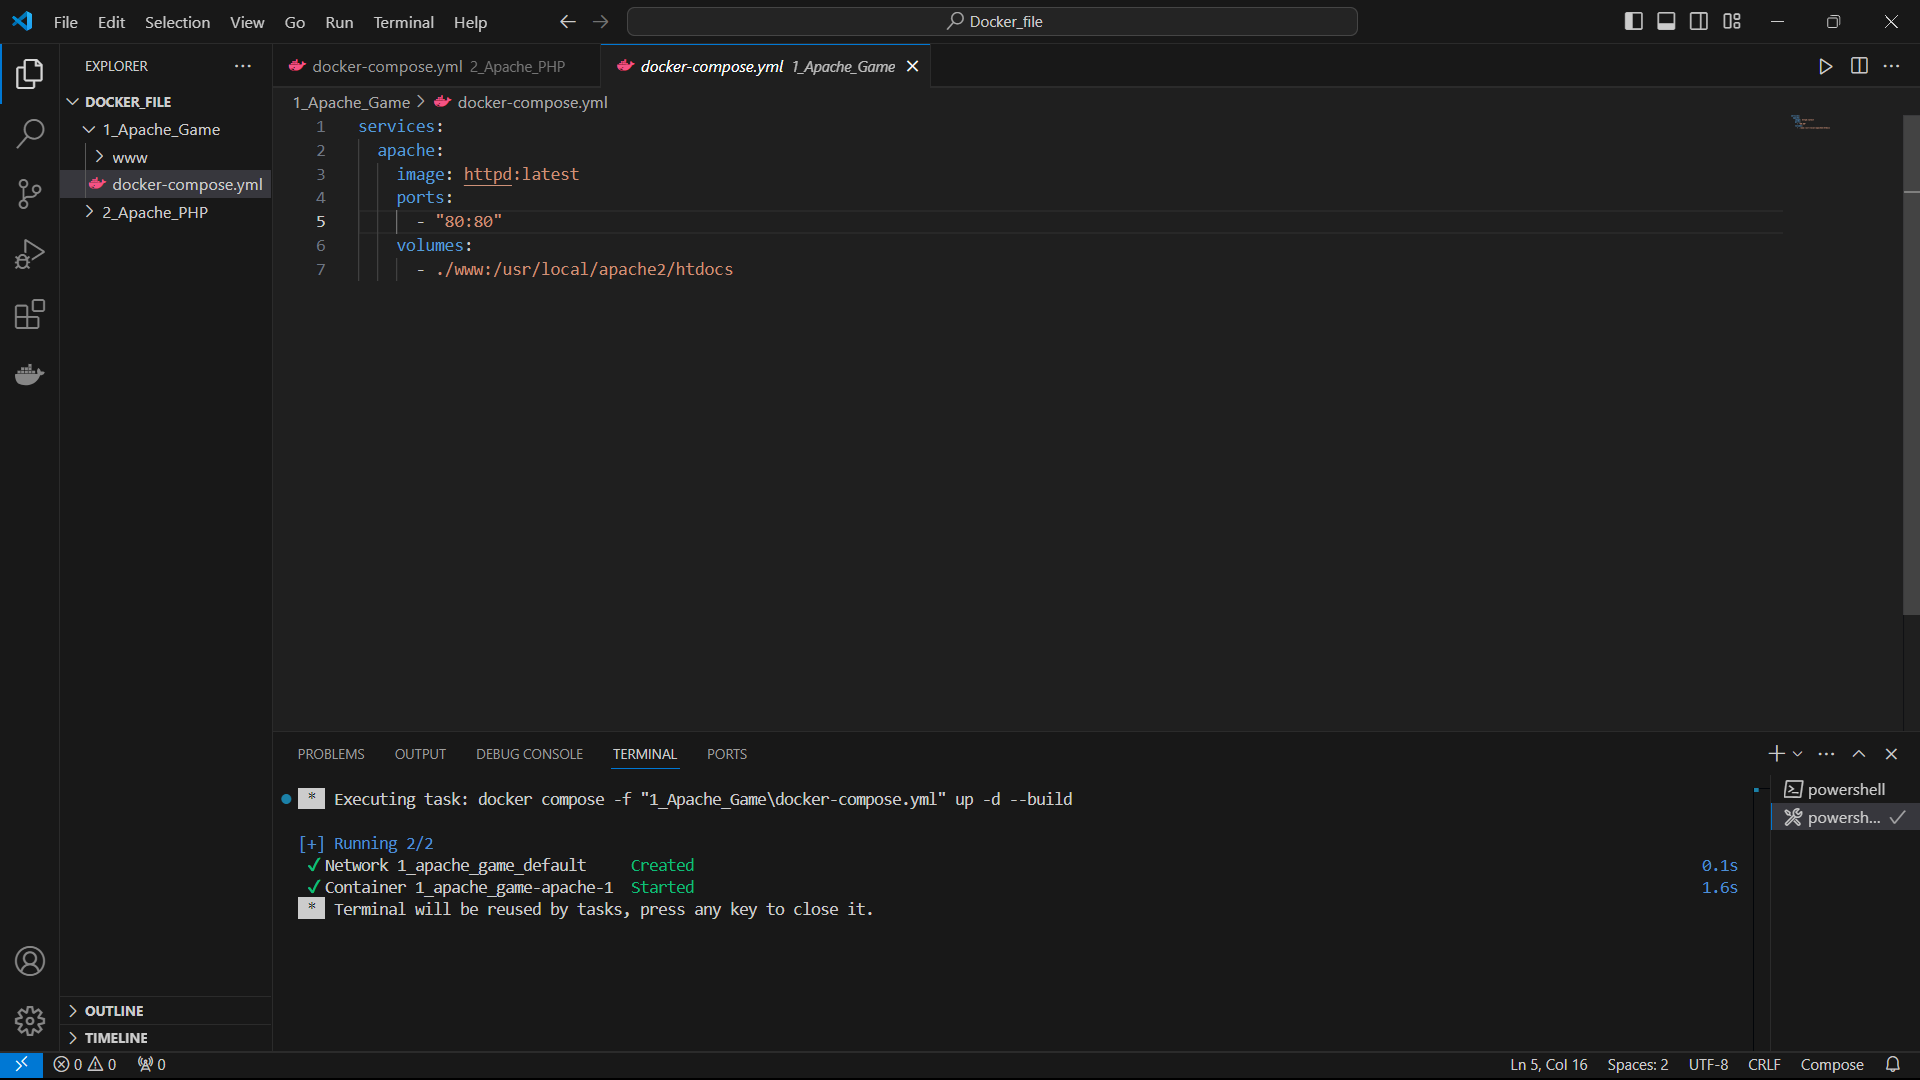 File Edit Selection View Go Run Terminal Help
Docker_file
EXPLORER
DOCKER_FILE
1_Apache_Game
www
docker-compose.yml
2_Apache_PHP
OUTLINE
TIMELINE
docker-compose.yml 2_Apache_PHP
docker-compose.yml 1_Apache_Game
1_Apache_Game > docker-compose.yml
1 services:
2 apache:
3 image: httpd:latest
4 ports:
5 - "80:80"
6 volumes:
7 - ./www:/usr/local/apache2/htdocs
PROBLEMS OUTPUT DEBUG CONSOLE TERMINAL PORTS
* Executing task: docker compose -f "1_Apache_Game\docker-compose.yml" up -d --build
[+] Running 2/2
✓ Network 1_apache_game_default Created 0.1s
✓ Container 1_apache_game-apache-1 Started 1.6s
* Terminal will be reused by tasks, press any key to close it.
powershell
powersh...
0 0 0
Ln 5, Col 16 Spaces: 2 UTF-8 CRLF Compose